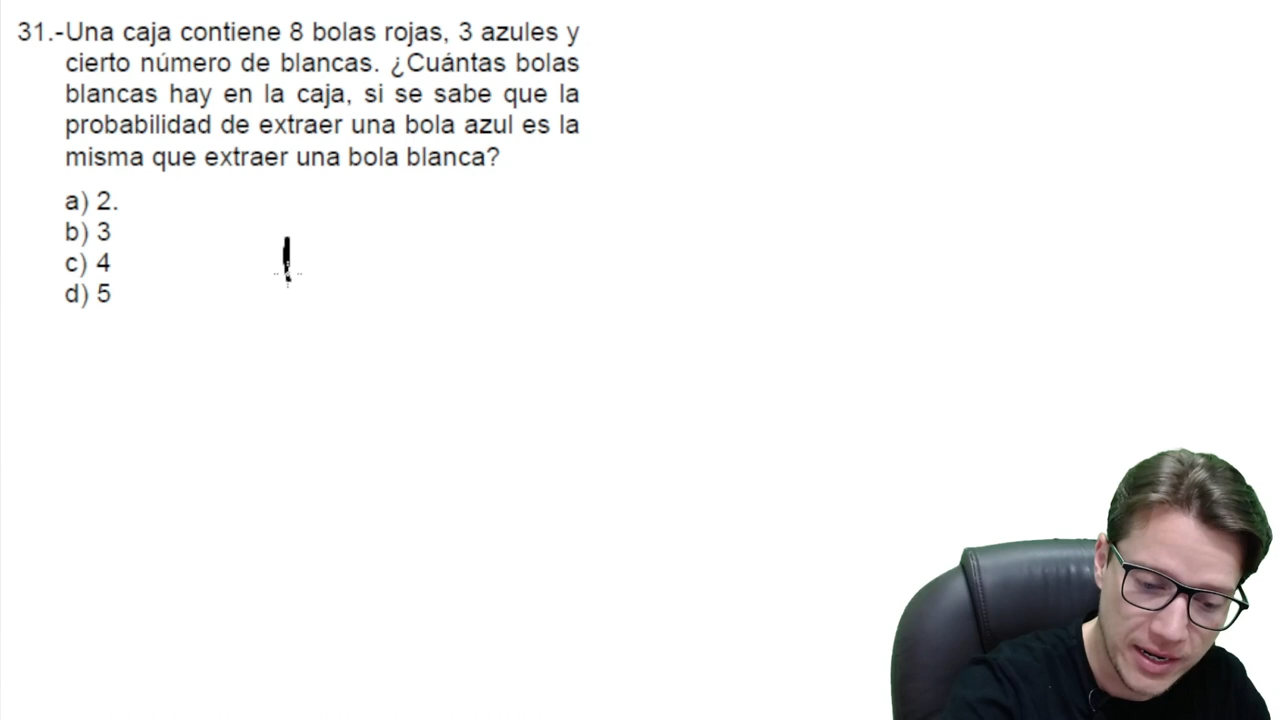 31.-Una caja contiene 8 bolas rojas, 3 azules y
cierto número de blancas. ¿Cuántas bolas
blancas hay en la caja, si se sabe que la
probabilidad de extraer una bola azul es la
misma que extraer una bola blanca?
a) 2.
b) 3
c) 4
d) 5